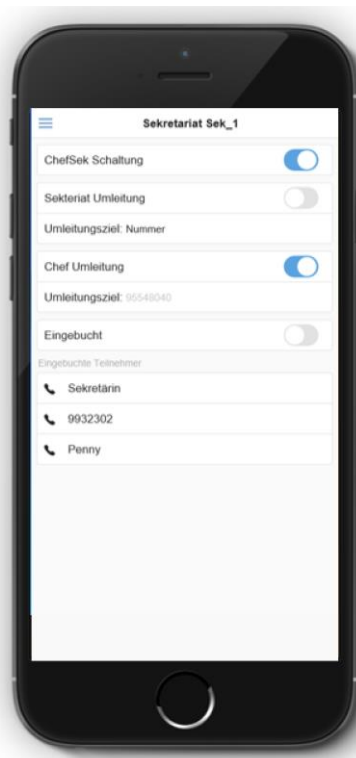 Sekretariat Sek_1
ChefSek Schaltung
Sekteriat Umleitung
Umleitungsziel: Nummer
Chef Umleitung
Umleitungsziel: 95548040
Eingebucht
Eingebuchte Teilnehmer
Sekretärin
9932302
Penny